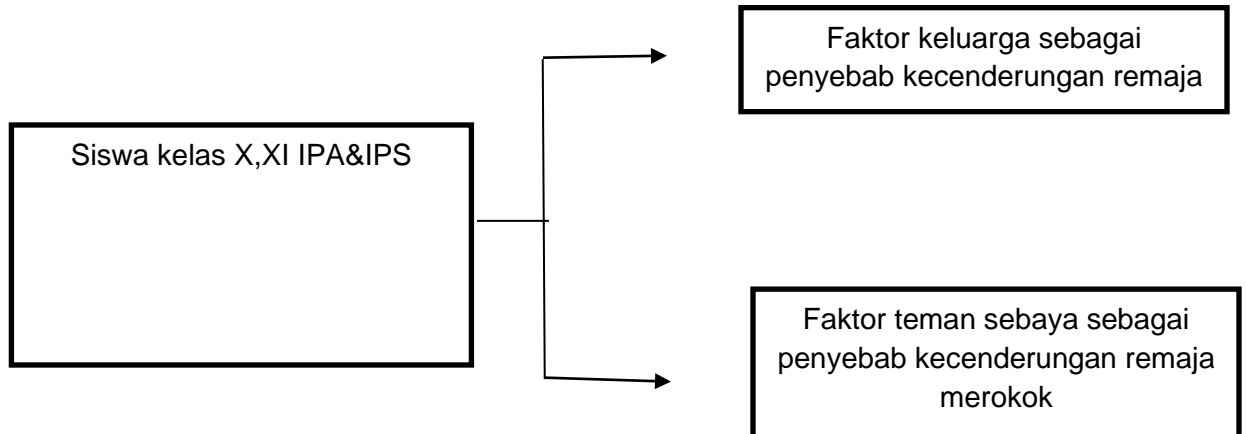 Faktor keluarga sebagai
penyebab kecenderungan remaja
Siswa kelas X,XI IPA&IPS
Faktor teman sebaya sebagai
penyebab kecenderungan remaja
merokok